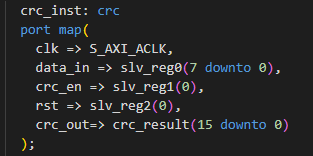 crc_inst: crc
port map(
clk => S_AXI_ACLK,
data_in => slv_reg0(7 downto 0),
crc_en => slv_reg1(0),
rst => slv_reg2(0),
crc_out=> crc_result(15 downto 0)
);